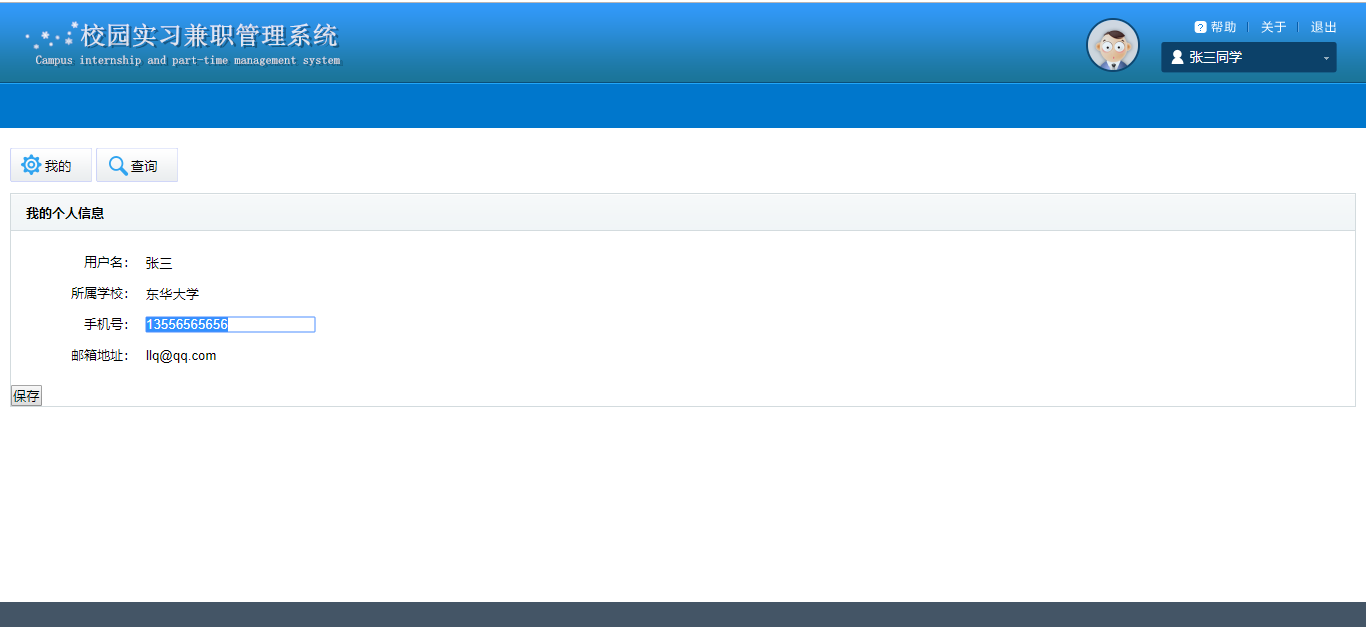 校园实习兼职管理系统
Campus internship and part-time management system
? 帮助 | 关于 | 退出
张三同学
我的 查询
我的个人信息
用户名： 张三
所属学校： 东华大学
手机号： 13556565656
邮箱地址： llq@qq.com
保存